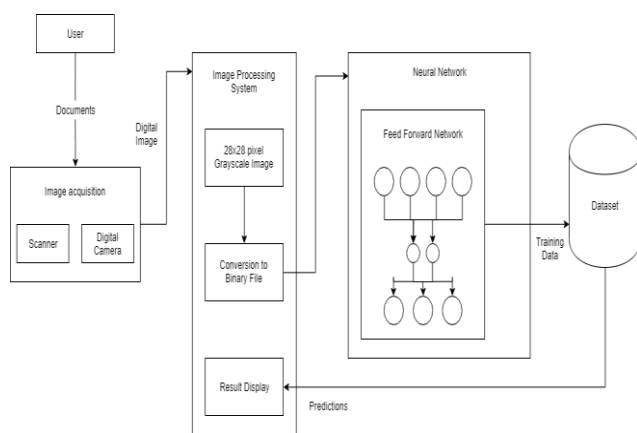 User
Documents
Image acquisition
Scanner
Digital
Camera
Digital
Image
Image Processing
System
28x28 pixel
Grayscale Image
Conversion to
Binary File
Result Display
Neural Network
Feed Forward Network
Training
Data
Dataset
Predictions